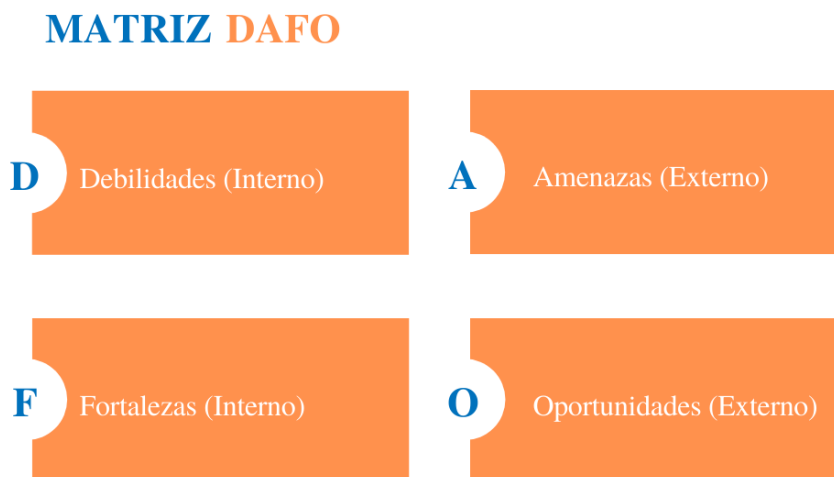 MATRIZ DAFO
D Debilidades (Interno)
A Amenazas (Externo)
F Fortalezas (Interno)
O Oportunidades (Externo)